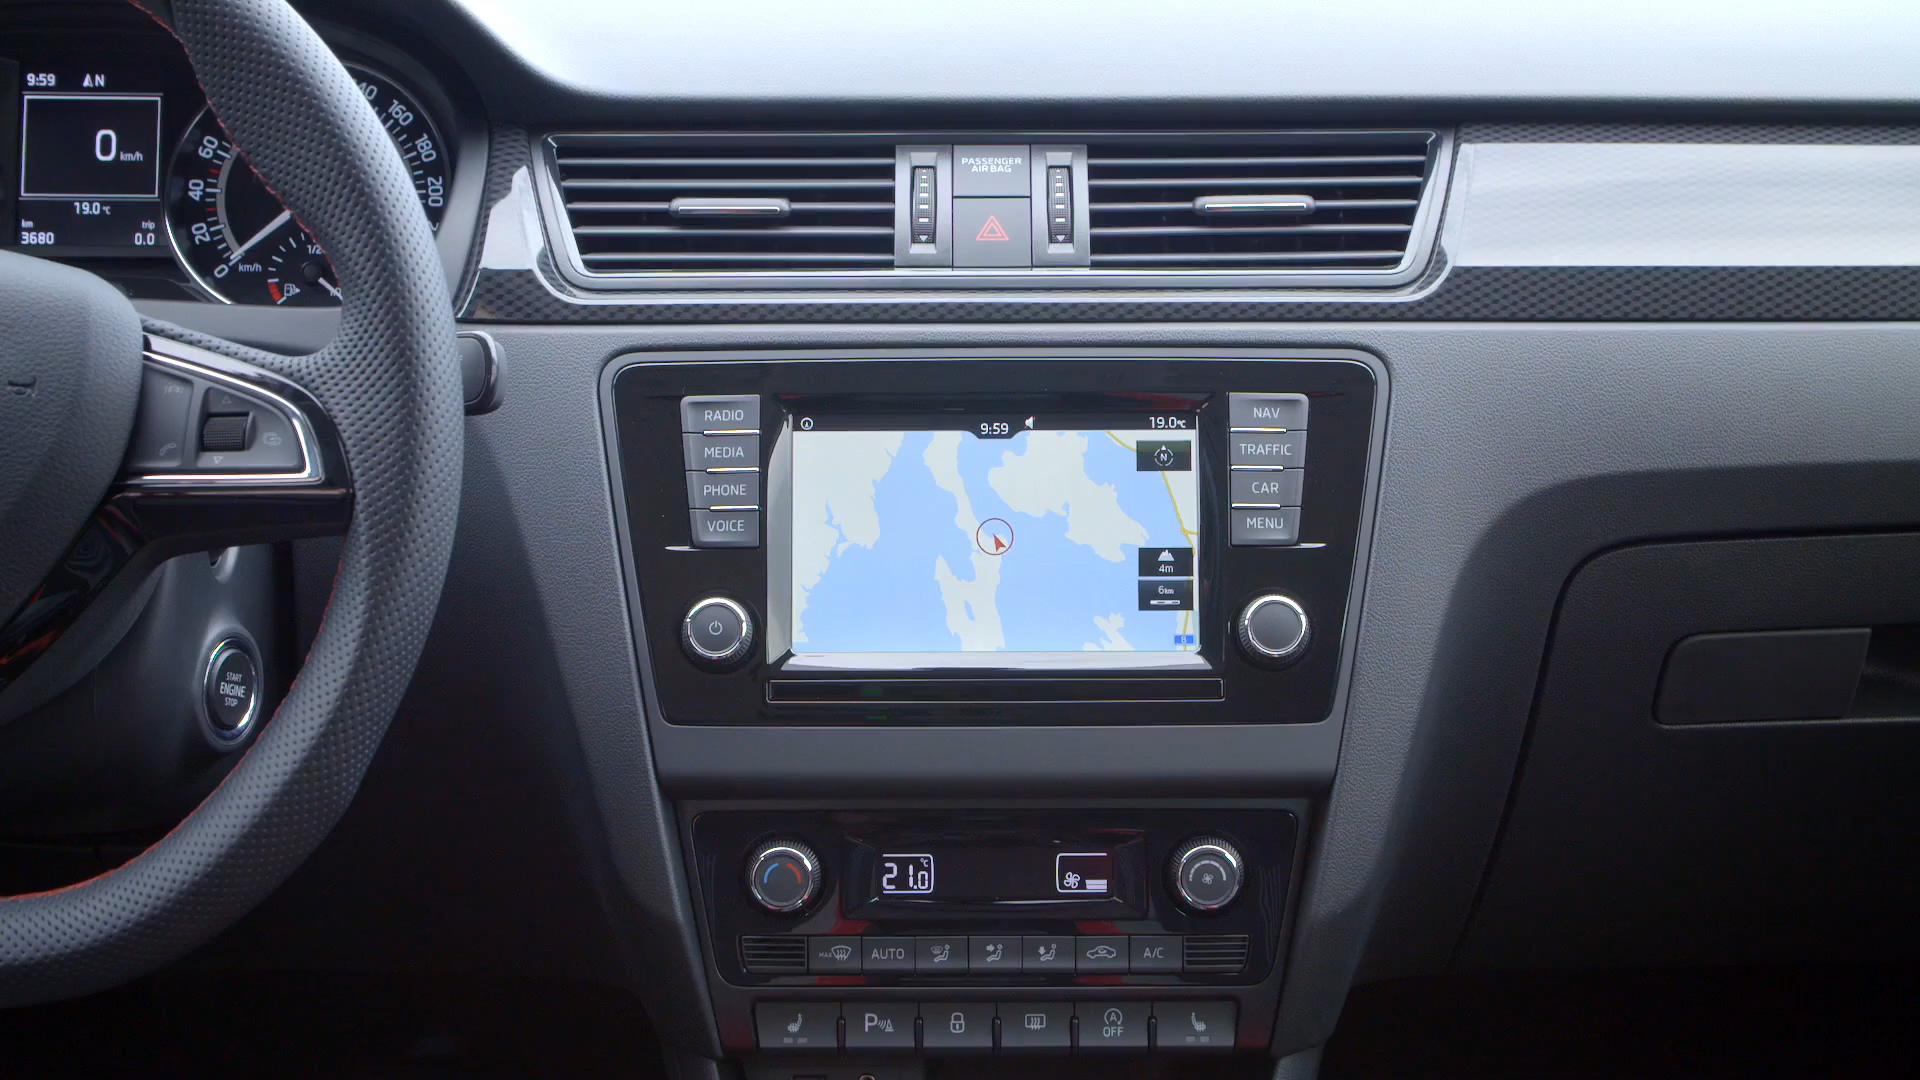 9:59 N
0 km/h
19.0 °C
km trip
3680 0.0
0 20 40 60
160 180 200
km/h
1/2
PASSENGER
AIR BAG
RADIO
MEDIA
PHONE
VOICE
9:59
19.0°C
N
4m
6km
8
NAV
TRAFFIC
CAR
MENU
START
ENGINE
STOP
21.0 °C
MAX
AUTO
A/C
P
A
OFF